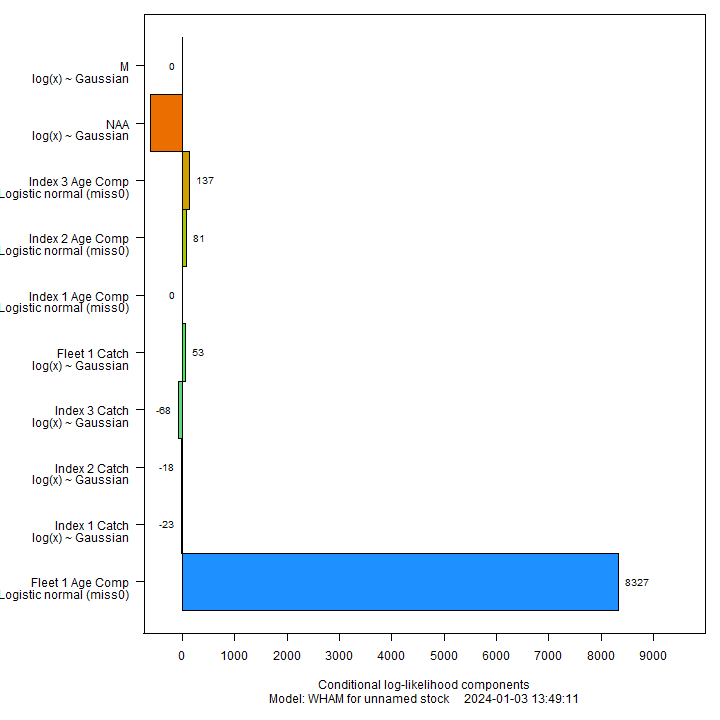 M
log(x) ~ Gaussian
0
NAA
log(x) ~ Gaussian
Index 3 Age Comp
Logistic normal (miss0)
137
Index 2 Age Comp
Logistic normal (miss0)
81
Index 1 Age Comp
Logistic normal (miss0)
0
Fleet 1 Catch
log(x) ~ Gaussian
53
Index 3 Catch
log(x) ~ Gaussian
-68
Index 2 Catch
log(x) ~ Gaussian
-18
Index 1 Catch
log(x) ~ Gaussian
-23
Fleet 1 Age Comp
Logistic normal (miss0)
8327
0 1000 2000 3000 4000 5000 6000 7000 8000 9000
Conditional log-likelihood components
Model: WHAM for unnamed stock 2024-01-03 13:49:11